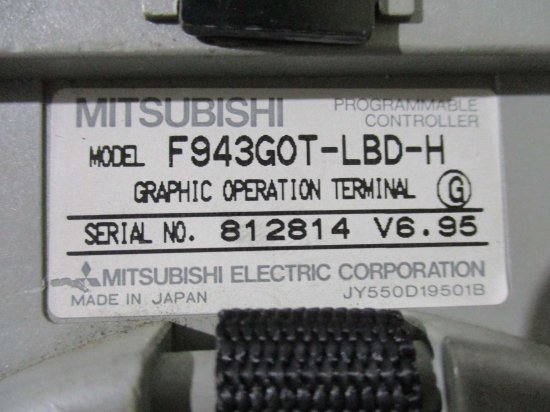 MITSUBISHI PROGRAMMABLE
CONTROLLER
MODEL F943GOT-LBD-H
GRAPHIC OPERATION TERMINAL G
SERIAL NO. 812814 V6.95
MITSUBISHI ELECTRIC CORPORATION
MADE IN JAPAN JY550D19501B